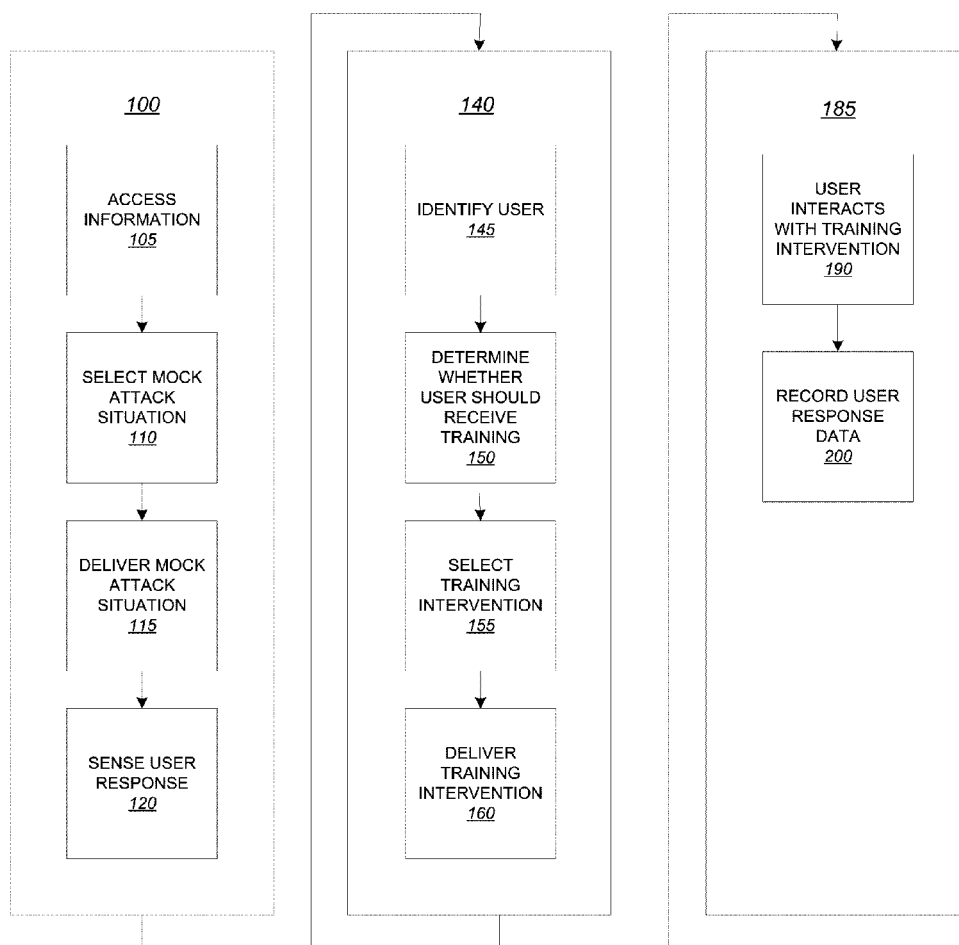 100
ACCESS
INFORMATION
105
SELECT MOCK
ATTACK
SITUATION
110
DELIVER MOCK
ATTACK
SITUATION
115
SENSE USER
RESPONSE
120
140
IDENTIFY USER
145
DETERMINE
WHETHER
USER SHOULD
RECEIVE
TRAINING
150
SELECT
TRAINING
INTERVENTION
155
DELIVER
TRAINING
INTERVENTION
160
185
USER
INTERACTS
WITH TRAINING
INTERVENTION
190
RECORD USER
RESPONSE
DATA
200